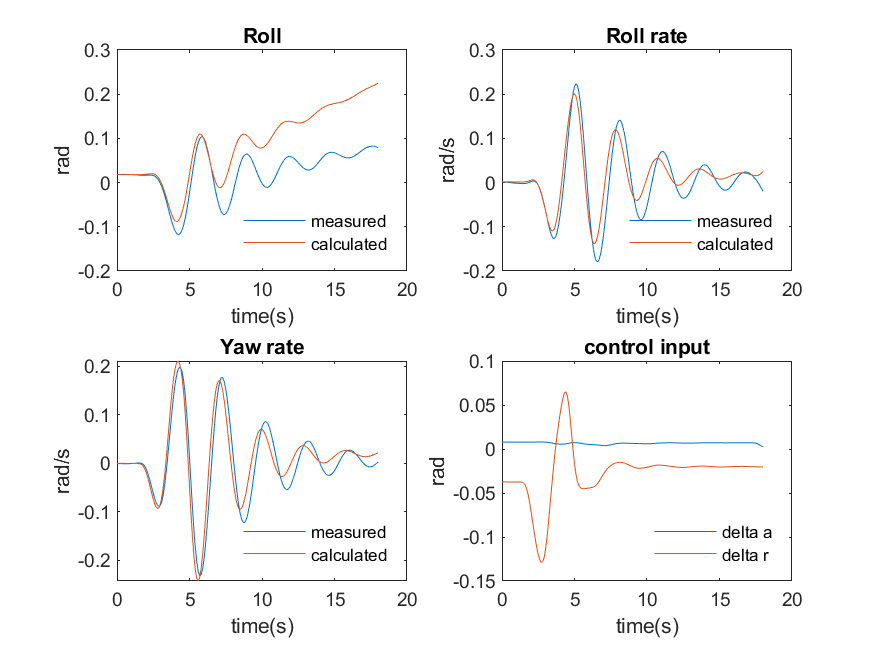 Roll
0.3
0.2
0.1
0
-0.1
-0.2
rad
measured
calculated
0 5 10 15 20
time(s)
Roll rate
0.3
0.2
0.1
0
-0.1
-0.2
rad/s
measured
calculated
0 5 10 15 20
time(s)
Yaw rate
0.2
0.1
0
-0.1
-0.2
rad/s
measured
calculated
0 5 10 15 20
time(s)
control input
0.1
0.05
0
-0.05
-0.1
-0.15
rad
delta a
delta r
0 5 10 15 20
time(s)